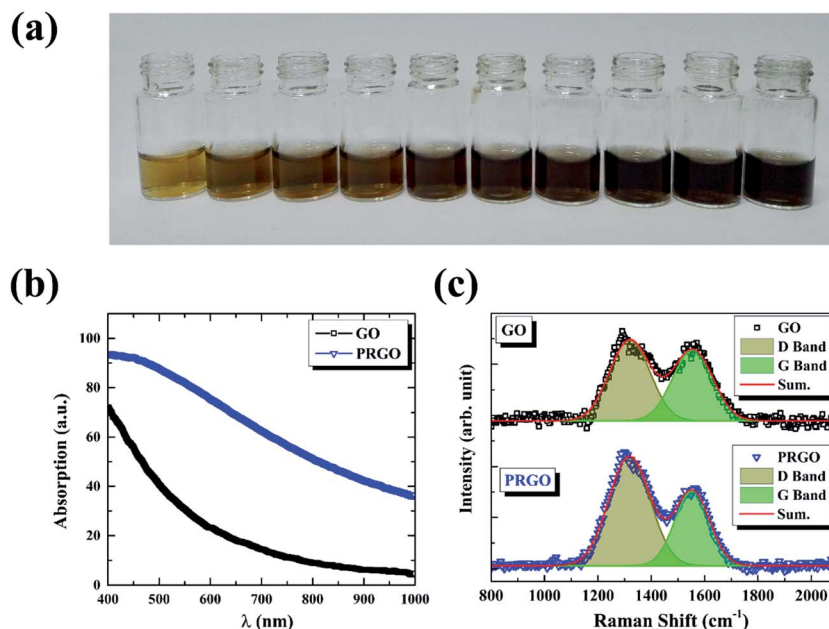 (a)
(b)
GO
PRGO
Absorption (a.u.)
100
80
60
40
20
0
400 500 600 700 800 900 1000
λ (nm)
(c)
GO
GO
D Band
G Band
Sum.
PRGO
PRGO
D Band
G Band
Sum.
Intensity (arb. unit)
800 1000 1200 1400 1600 1800 2000
Raman Shift (cm⁻¹)